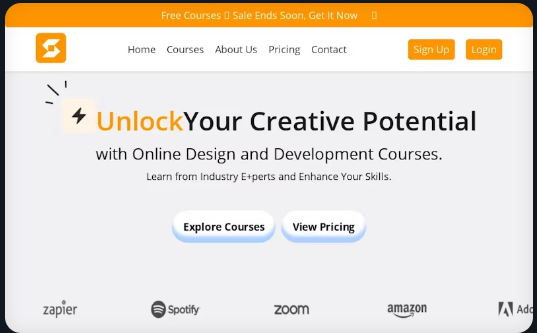 Free Courses Sale Ends Soon, Get It Now
Home Courses About Us Pricing Contact Sign Up Login
UnlockYour Creative Potential
with Online Design and Development Courses.
Learn from Industry E+perts and Enhance Your Skills.
Explore Courses View Pricing
zapier Spotify zoom amazon Ado